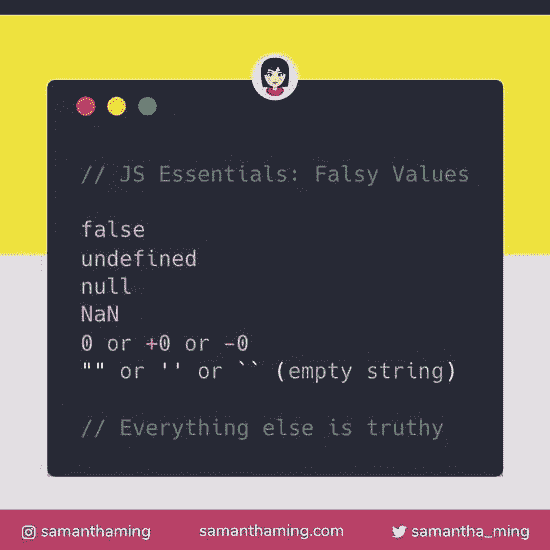 // JS Essentials: Falsy Values
false
undefined
null
NaN
0 or +0 or -0
"" or '' or `` (empty string)
// Everything else is truthy
samanthaming samanthaming.com samantha_ming